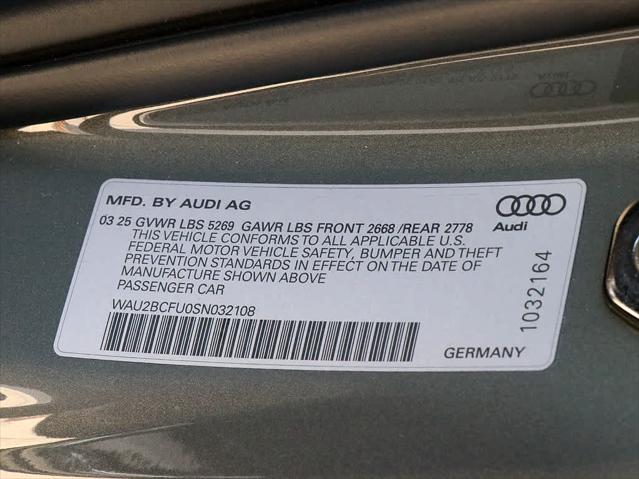 MFD. BY AUDI AG
03 25 GVWR LBS 5269 GAWR LBS FRONT 2668 /REAR 2778
THIS VEHICLE CONFORMS TO ALL APPLICABLE U.S.
FEDERAL MOTOR VEHICLE SAFETY, BUMPER AND THEFT
PREVENTION STANDARDS IN EFFECT ON THE DATE OF
MANUFACTURE SHOWN ABOVE
PASSENGER CAR
WAU2BCFU0SN032108
Audi
1032164
GERMANY